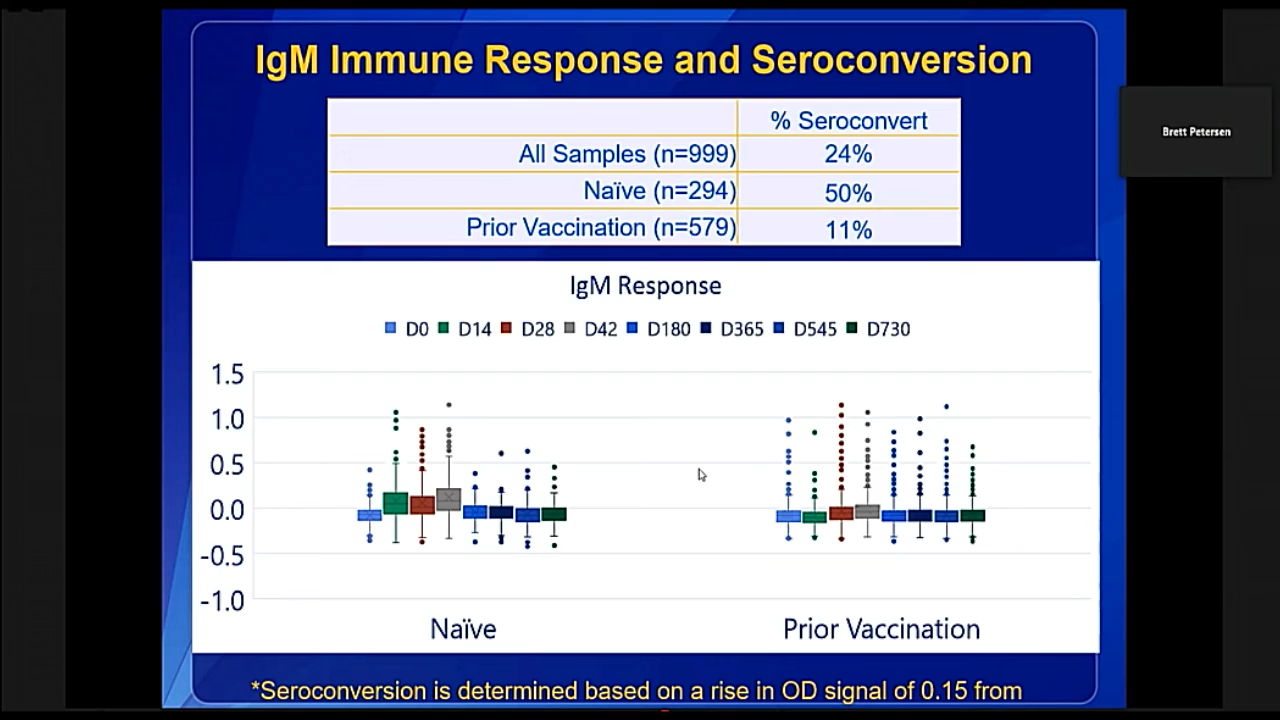 IgM Immune Response and Seroconversion
% Seroconvert
All Samples (n=999) 24%
Naïve (n=294) 50%
Prior Vaccination (n=579) 11%
Brett Petersen
IgM Response
D0 D14 D28 D42 D180 D365 D545 D730
1.5
1.0
0.5
0.0
-0.5
-1.0
Naïve Prior Vaccination
*Seroconversion is determined based on a rise in OD signal of 0.15 from